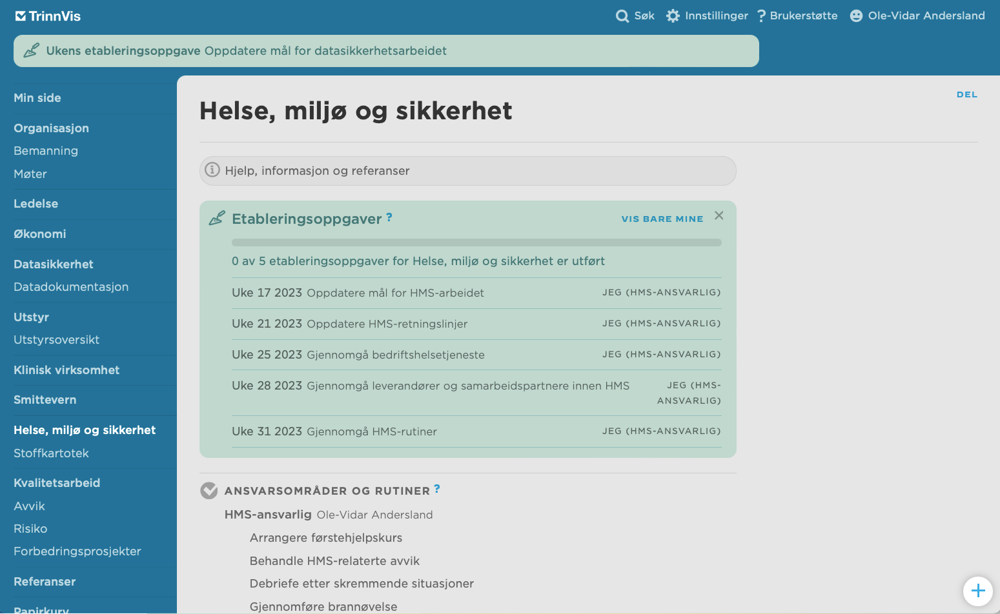 TrinnVis
Søk
Innstillinger
? Brukerstøtte
Ole-Vidar Andersland
Ukens etableringsoppgave Oppdatere mål for datasikkerhetsarbeidet
Min side
Organisasjon
Bemanning
Møter
Ledelse
Økonomi
Datasikkerhet
Datadokumentasjon
Utstyr
Utstyrsoversikt
Klinisk virksomhet
Smittevern
Helse, miljø og sikkerhet
Stoffkartotek
Kvalitetsarbeid
Avvik
Risiko
Forbedringsprosjekter
Referanser
Papirkurv
DEL
Helse, miljø og sikkerhet
Hjelp, informasjon og referanser
Etableringsoppgaver ?
VIS BARE MINE
0 av 5 etableringsoppgaver for Helse, miljø og sikkerhet er utført
Uke 17 2023 Oppdatere mål for HMS-arbeidet JEG (HMS-ANSVARLIG)
Uke 21 2023 Oppdatere HMS-retningslinjer JEG (HMS-ANSVARLIG)
Uke 25 2023 Gjennomgå bedriftshelsetjeneste JEG (HMS-ANSVARLIG)
Uke 28 2023 Gjennomgå leverandører og samarbeidspartnere innen HMS JEG (HMS-
ANSVARLIG)
Uke 31 2023 Gjennomgå HMS-rutiner JEG (HMS-ANSVARLIG)
ANSVARSOMRÅDER OG RUTINER ?
HMS-ansvarlig Ole-Vidar Andersland
Arrangere førstehjelpskurs
Behandle HMS-relaterte avvik
Debriefe etter skremmende situasjoner
Gjennomføre brannøvelse